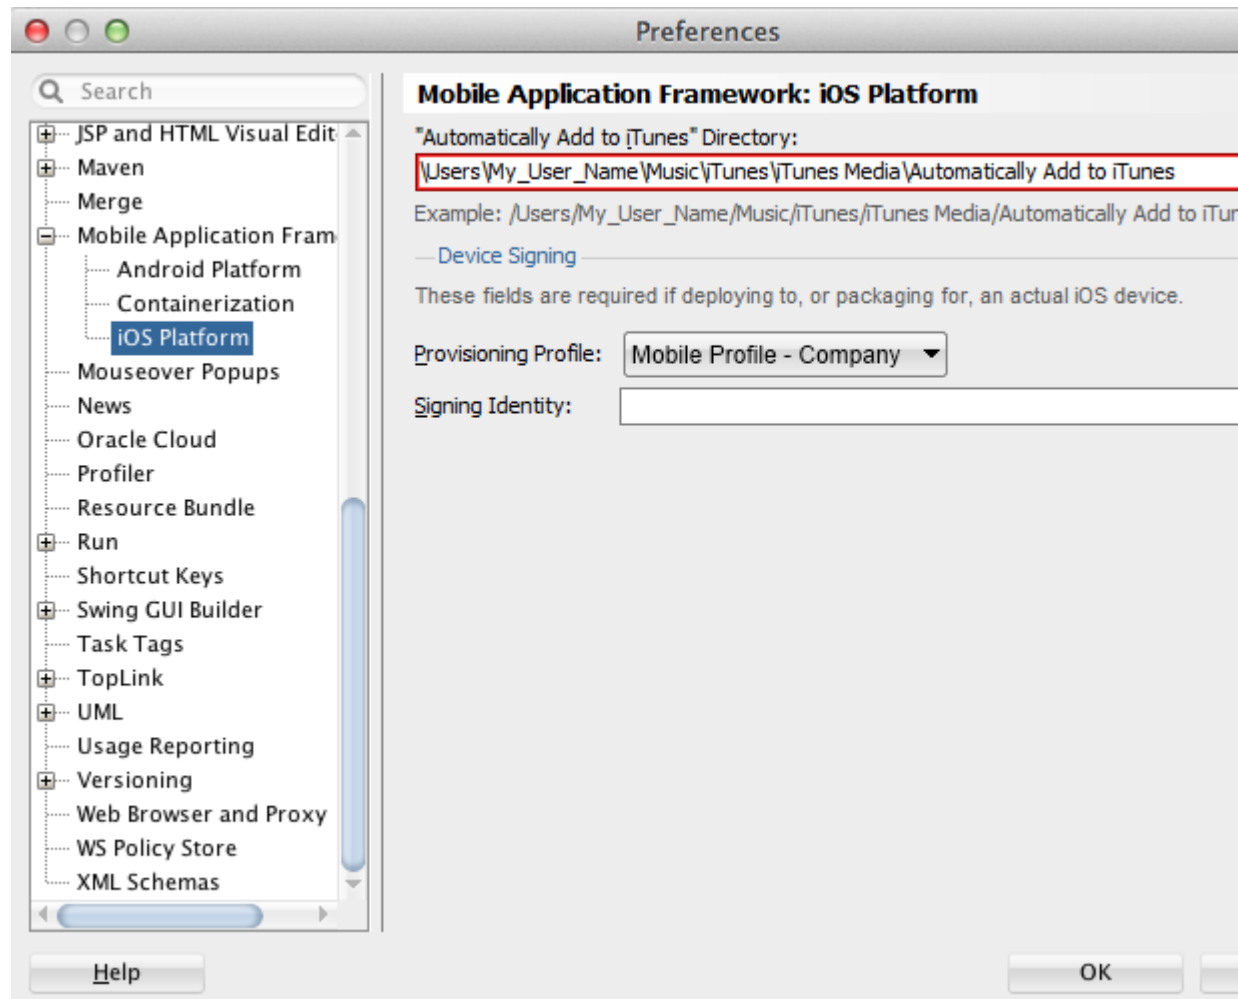 Preferences
Search
JSP and HTML Visual Edit
Maven
Merge
Mobile Application Fram
Android Platform
Containerization
iOS Platform
Mouseover Popups
News
Oracle Cloud
Profiler
Resource Bundle
Run
Shortcut Keys
Swing GUI Builder
Task Tags
TopLink
UML
Usage Reporting
Versioning
Web Browser and Proxy
WS Policy Store
XML Schemas
Mobile Application Framework: iOS Platform
"Automatically Add to iTunes" Directory:
\Users\My_User_Name\Music\iTunes\iTunes Media\Automatically Add to iTunes
Example: /Users/My_User_Name/Music/iTunes/iTunes Media/Automatically Add to iTun
Device Signing
These fields are required if deploying to, or packaging for, an actual iOS device.
Provisioning Profile: Mobile Profile - Company
Signing Identity:
Help
OK